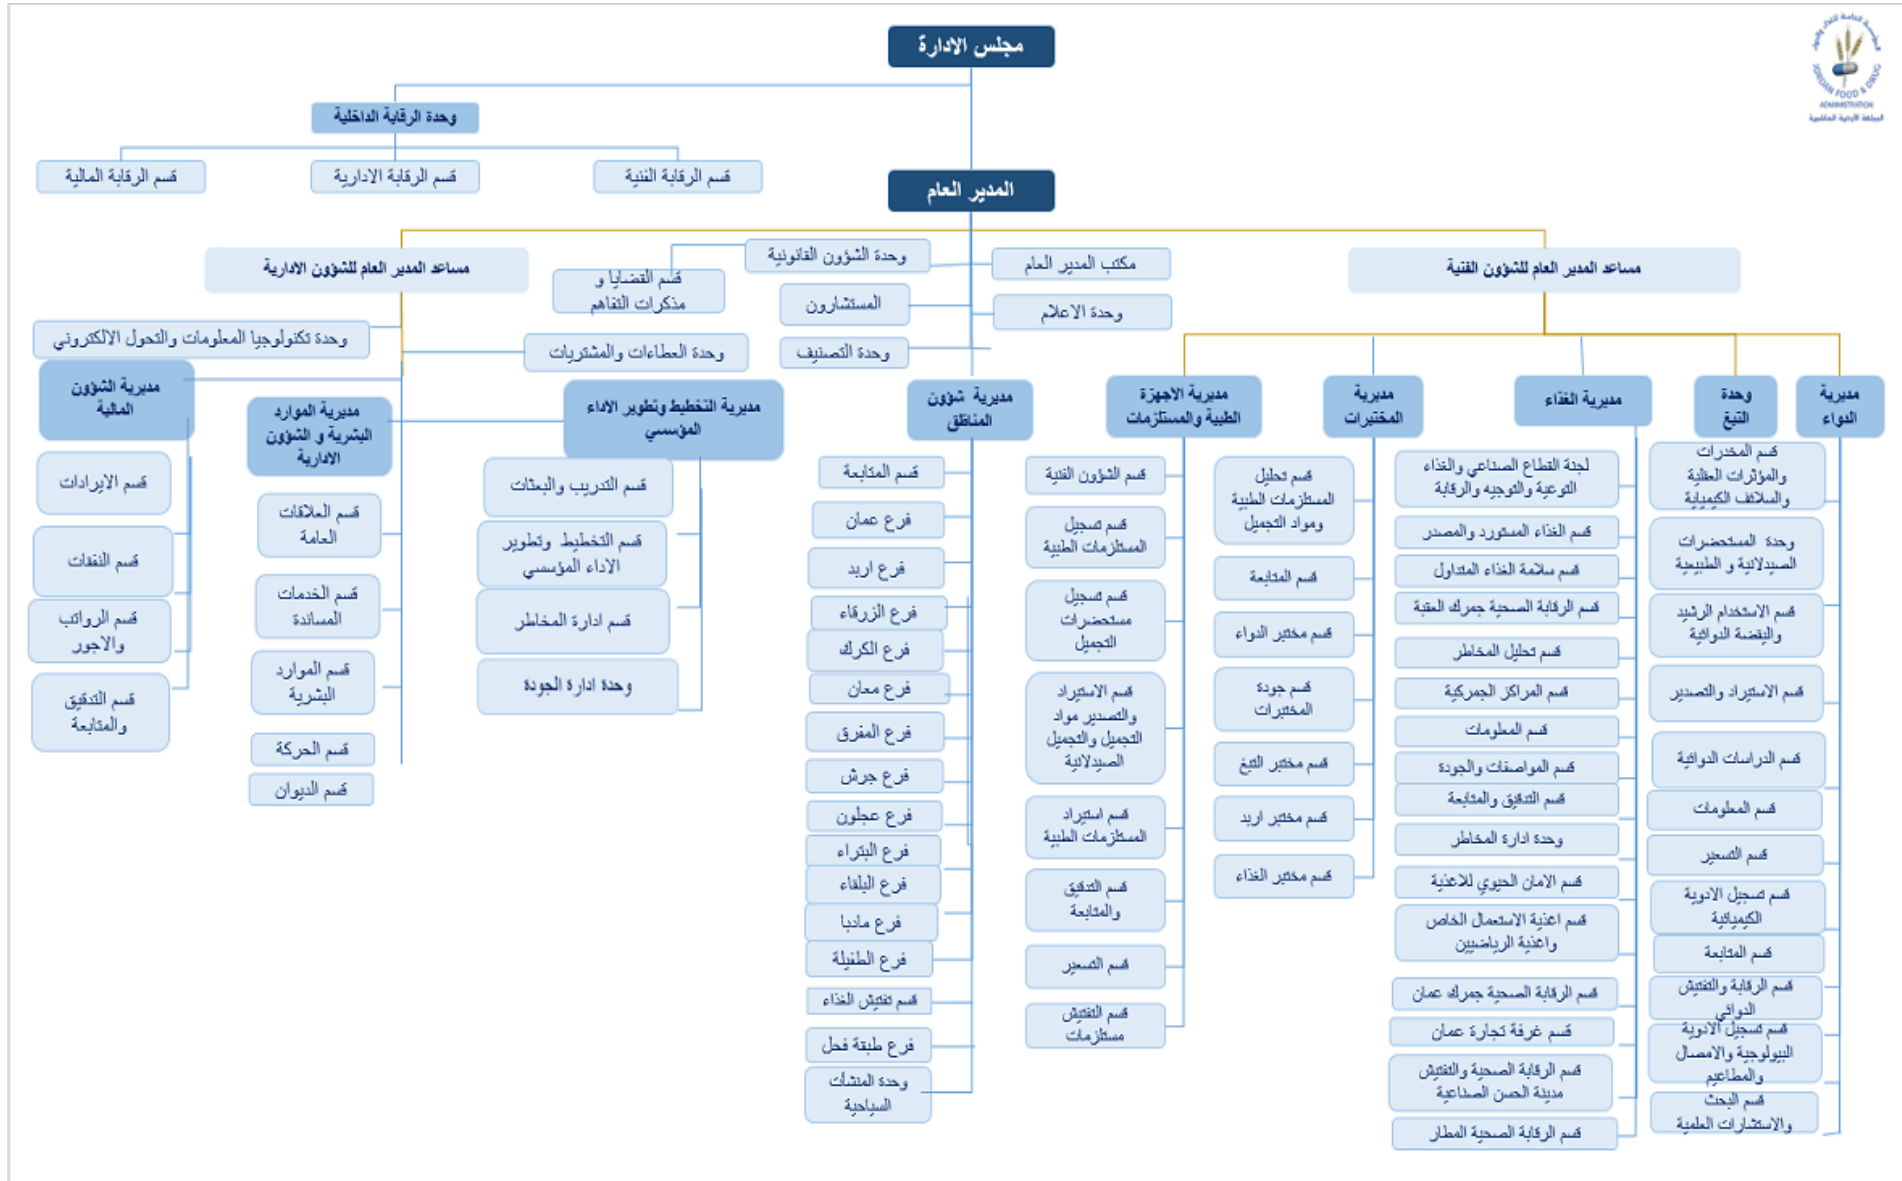 مجلس الادارة
المؤسسة العامة للغذاء والدواء
JORDAN FOOD & DRUG
ADMINISTRATION
المملكة الأردنية الهاشمية
وحدة الرقابة الداخلية
قسم الرقابة الفنية
قسم الرقابة الادارية
قسم الرقابة المالية
المدير العام
مساعد المدير العام للشؤون الفنية
مكتب المدير العام
وحدة الاعلام
وحدة الشؤون القانونية
قسم القضايا و
مذكرات التفاهم
المستشارون
وحدة التصنيف
مساعد المدير العام للشؤون الادارية
وحدة تكنولوجيا المعلومات والتحول الالكتروني
وحدة العطاءات والمشتريات
مديرية
الدواء
وحدة
التبغ
قسم المخدرات
والمؤثرات العقلية
والسلائف الكيميائية
وحدة المستحضرات
الصيدلانية و الطبيعية
قسم الاستخدام الرشيد
واليقضة الدوائية
قسم الاستيراد والتصدير
قسم الدراسات الدوائية
قسم المعلومات
قسم التسعير
قسم تسجيل الادوية
الكيميائية
قسم المتابعة
قسم الرقابة والتفتيش
الدوائي
قسم تسجيل الادوية
البيولوجية والامصال
والمطاعيم
قسم البحث
والاستشارات العلمية
مديرية الغذاء
لجنة القطاع الصناعي والغذاء
التوعية والتوجيه والرقابة
قسم الغذاء المستورد والمصدر
قسم سلامة الغذاء المتداول
قسم الرقابة الصحية جمرك العقبة
قسم تحليل المخاطر
قسم المراكز الجمركية
قسم المعلومات
قسم المواصفات والجودة
قسم التدقيق والمتابعة
وحدة ادارة المخاطر
قسم الامان الحيوي للاغذية
قسم اغذية الاستعمال الخاص
واغذية الرياضيين
قسم الرقابة الصحية جمرك عمان
قسم غرفة تجارة عمان
قسم الرقابة الصحية والتفتيش
مدينة الحسن الصناعية
قسم الرقابة الصحية المطار
مديرية
المختبرات
قسم تحليل
المستلزمات الطبية
ومواد التجميل
قسم المتابعة
قسم مختبر الدواء
قسم جودة
المختبرات
قسم مختبر التبغ
قسم مختبر اربد
قسم مختبر الغذاء
مديرية الاجهزة
الطبية والمستلزمات
قسم الشؤون الفنية
قسم تسجيل
المستلزمات الطبية
قسم تسجيل
مستحضرات
التجميل
قسم الاستيراد
والتصدير مواد
التجميل والتجميل
الصيدلانية
قسم استيراد
المستلزمات الطبية
قسم التدقيق
والمتابعة
قسم التسعير
قسم التفتيش
مستلزمات
مديرية شؤون
المناطق
قسم المتابعة
فرع عمان
فرع اربد
فرع الزرقاء
فرع الكرك
فرع معان
فرع المفرق
فرع جرش
فرع عجلون
فرع البتراء
فرع البلقاء
فرع مادبا
فرع الطفيلة
قسم تفتيش الغذاء
فرع طبقة فحل
وحدة المنشأت
السياحية
مديرية التخطيط وتطوير الاداء
المؤسسي
قسم التدريب والبعثات
قسم التخطيط وتطوير
الاداء المؤسسي
قسم ادارة المخاطر
وحدة ادارة الجودة
مديرية الموارد
البشرية و الشؤون
الادارية
قسم العلاقات
العامة
قسم الخدمات
المساندة
قسم الموارد
البشرية
قسم الحركة
قسم الديوان
مديرية الشؤون
المالية
قسم الايرادات
قسم النفقات
قسم الرواتب
والاجور
قسم التدقيق
والمتابعة